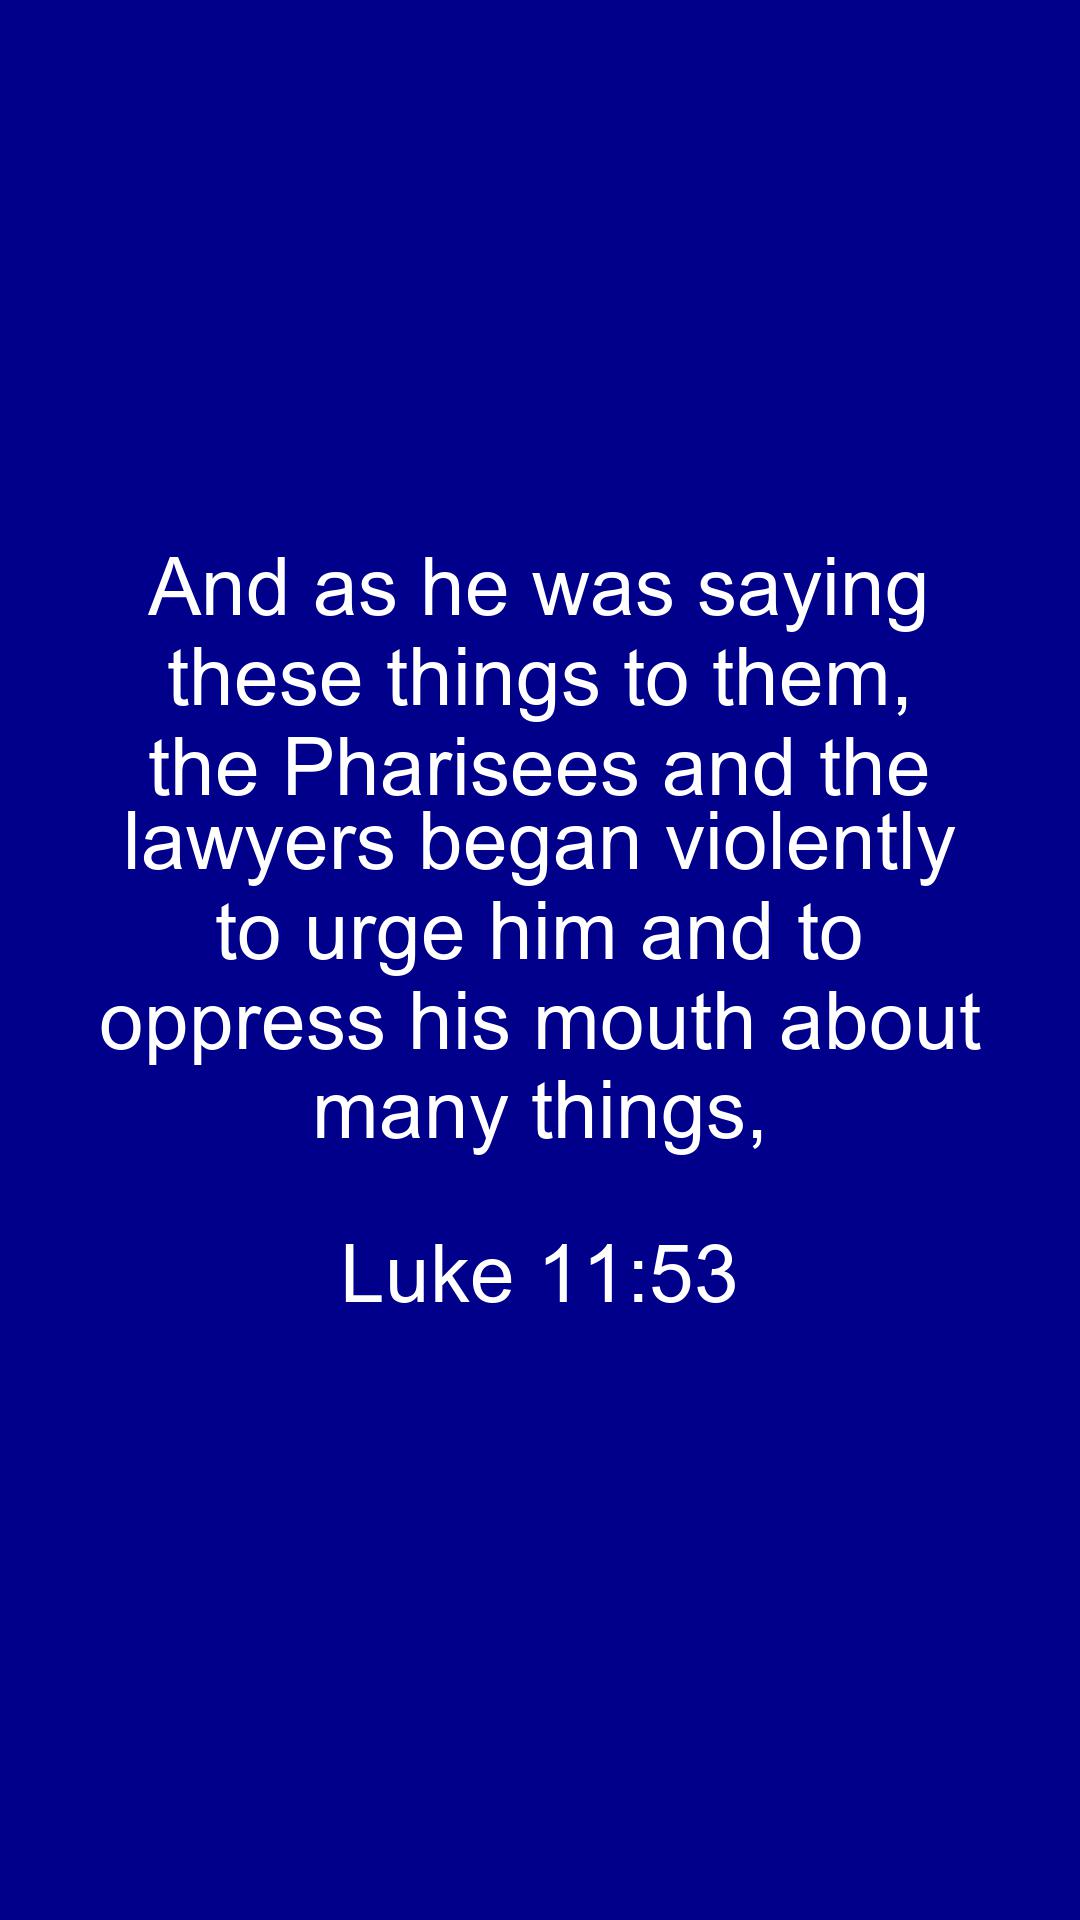 And as he was saying
these things to them,
the Pharisees and the
lawyers began violently
to urge him and to
oppress his mouth about
many things,
Luke 11:53